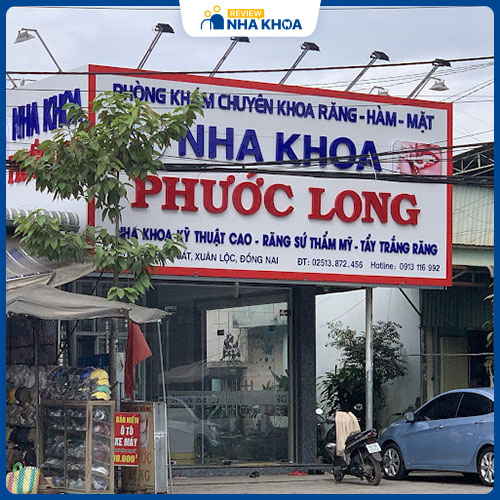 REVIEW
NHA KHOA
PHÒNG KHÁM CHUYÊN KHOA RĂNG - HÀM - MẶT
NHA KHOA
NHA KHOA
PHƯỚC LONG
NHA KHOA KỸ THUẬT CAO - RĂNG SỨ THẨM MỸ - TẨY TRẮNG RĂNG
XUÂN LỘC, ĐỒNG NAI
ĐT: 02513.872.456 Hotline: 0913 116 992
BẢO HIỂM
Ô TÔ
XE MÁY